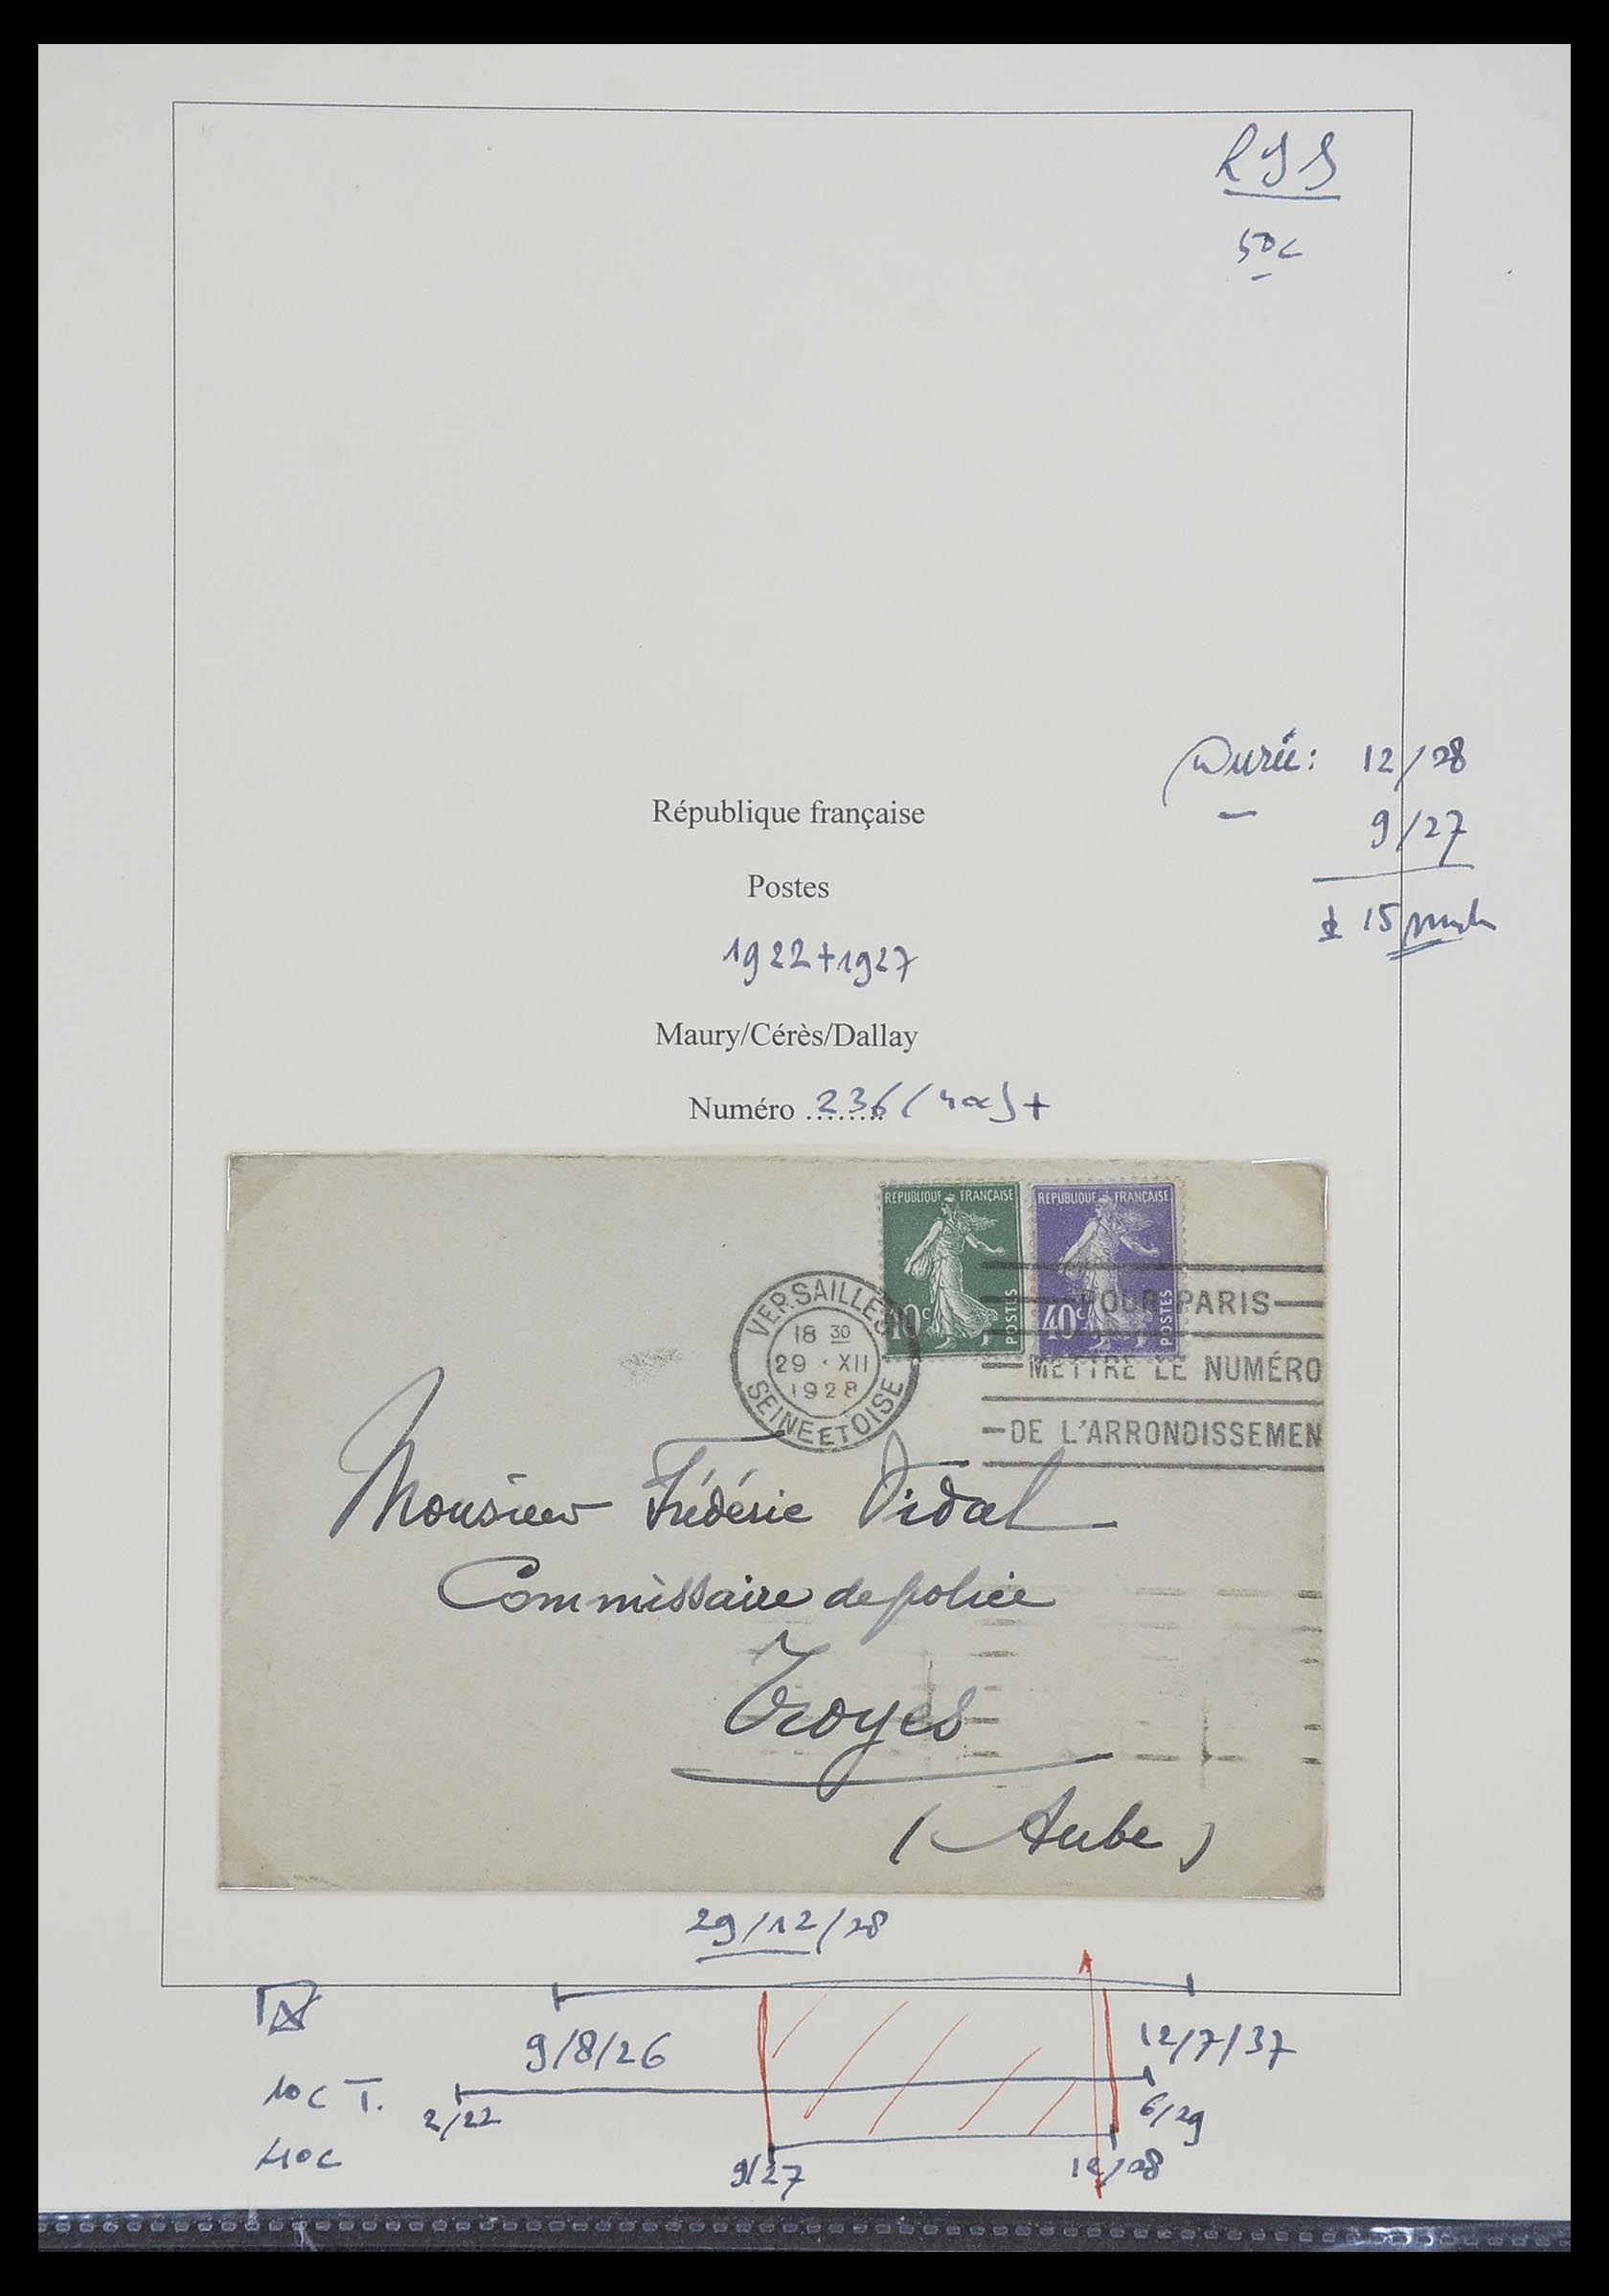 50c
Durée: 12/28
9/27
± 15
République française
Postes
1922+1927
Maury/Cérès/Dallay
Numéro ........ 236 ( +
REPUBLIQUE FRANCAISE
10c
POSTES
REPUBLIQUE FRANCAISE
40c
POSTES
VERSAILLES
18 30
29 · XII
1928
SEINE ET OISE
POUR PARIS
METTRE LE NUMÉRO
DE L'ARRONDISSEMEN
Monsieur Frédéric Vidal
Commissaire de police
Troyes
(Aube)
29/12/28
9/8/26
12/7/37
10c T.
2/22
6/29
40c
9/27
12/28